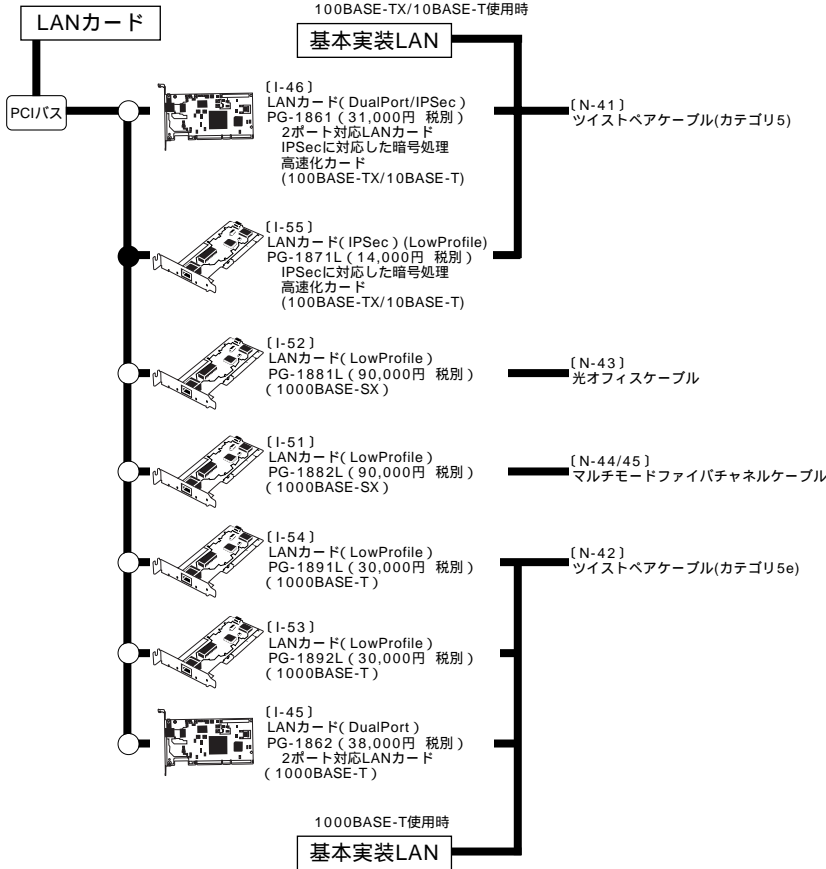 LANカード
PCIバス
100BASE-TX/10BASE-T使用時
基本実装LAN
〔I-46〕
LANカード(DualPort/IPSec)
PG-1861(31,000円 税別)
2ポート対応LANカード
IPSecに対応した暗号処理
高速化カード
(100BASE-TX/10BASE-T)
〔N-41〕
ツイストペアケーブル(カテゴリ5)
〔I-55〕
LANカード(IPSec)(LowProfile)
PG-1871L(14,000円 税別)
IPSecに対応した暗号処理
高速化カード
(100BASE-TX/10BASE-T)
〔I-52〕
LANカード(LowProfile)
PG-1881L(90,000円 税別)
(1000BASE-SX)
〔N-43〕
光オフィスケーブル
〔I-51〕
LANカード(LowProfile)
PG-1882L(90,000円 税別)
(1000BASE-SX)
〔N-44/45〕
マルチモードファイバチャネルケーブル
〔I-54〕
LANカード(LowProfile)
PG-1891L(30,000円 税別)
(1000BASE-T)
〔N-42〕
ツイストペアケーブル(カテゴリ5e)
〔I-53〕
LANカード(LowProfile)
PG-1892L(30,000円 税別)
(1000BASE-T)
〔I-45〕
LANカード(DualPort)
PG-1862(38,000円 税別)
2ポート対応LANカード
(1000BASE-T)
1000BASE-T使用時
基本実装LAN